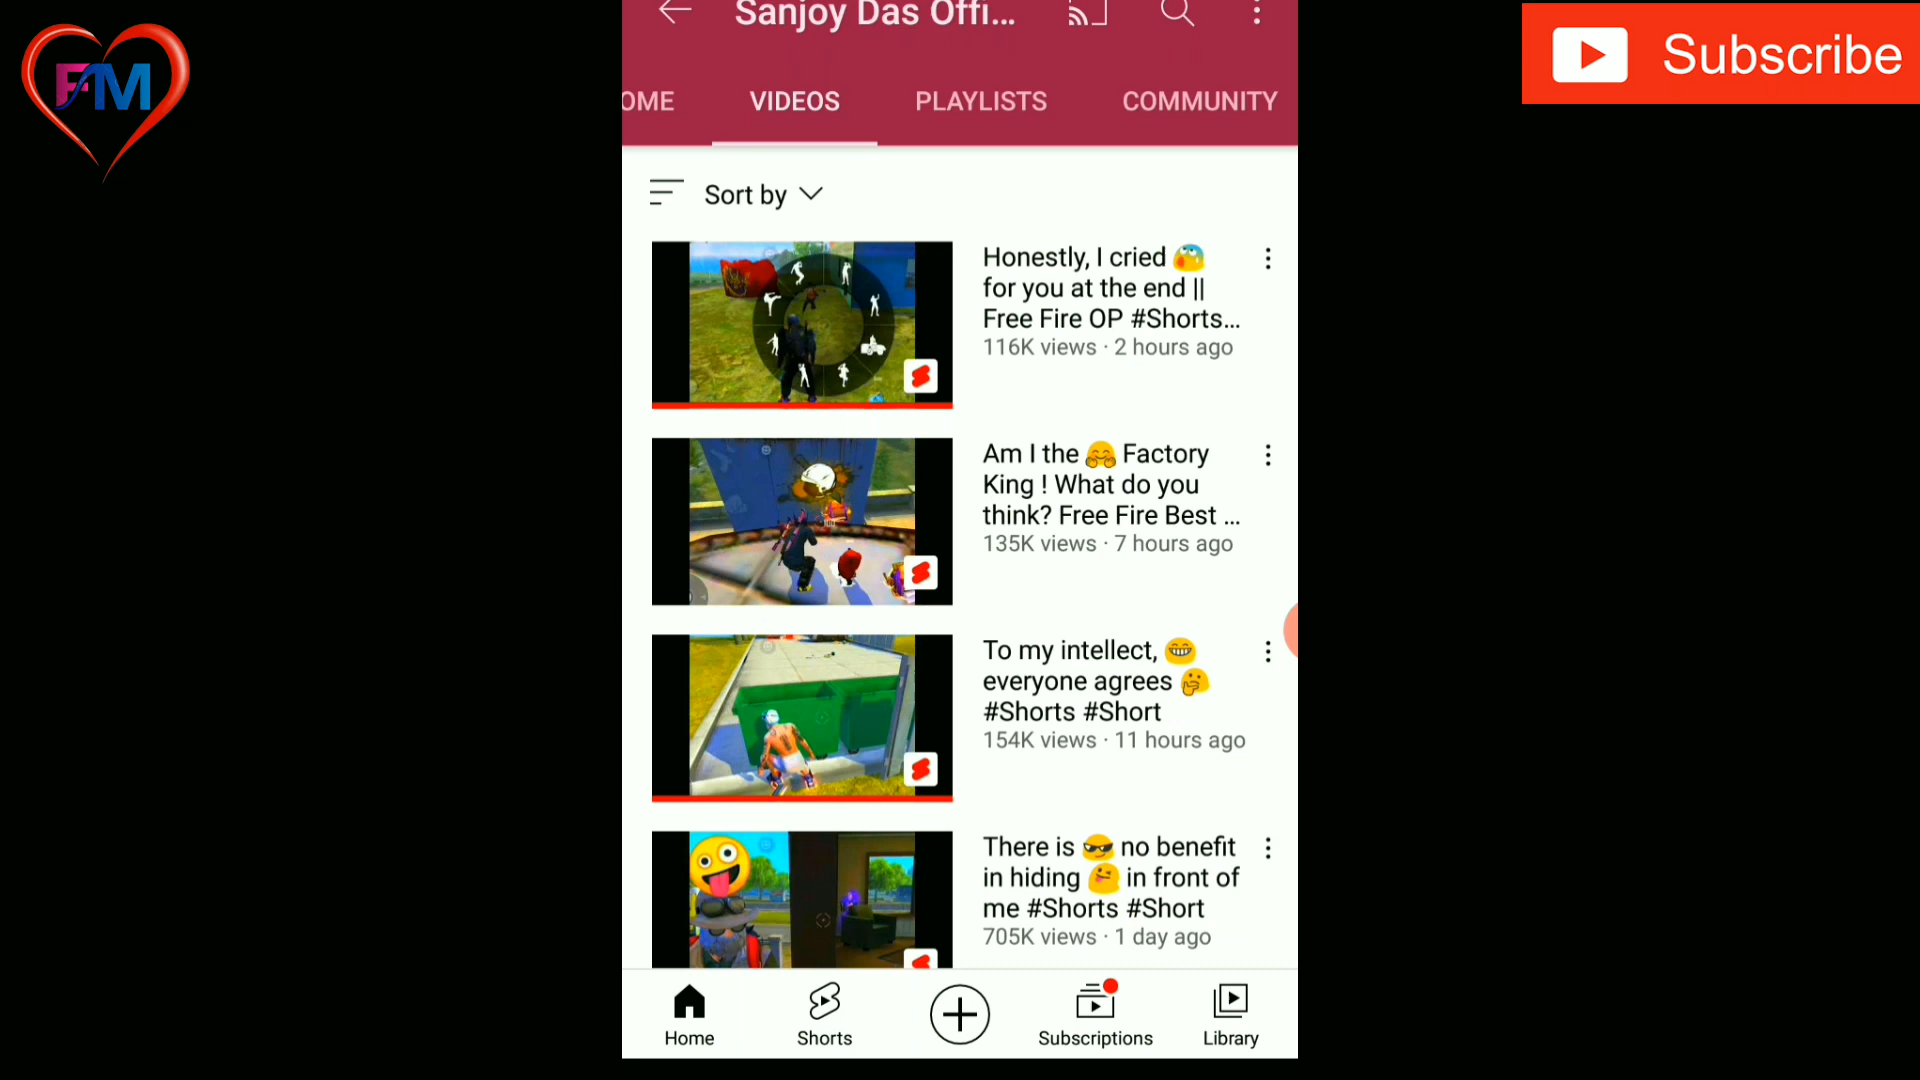 FM
Sanjoy Das Offi...
Subscribe
OME
VIDEOS
PLAYLISTS
COMMUNITY
Sort by
Honestly, I cried 😰
for you at the end ||
Free Fire OP #Shorts...
116K views · 2 hours ago
Am I the 🤗 Factory
King ! What do you
think? Free Fire Best ...
135K views · 7 hours ago
To my intellect, 😁
everyone agrees 🤔
#Shorts #Short
154K views · 11 hours ago
There is 😎 no benefit
in hiding 😜 in front of
me #Shorts #Short
705K views · 1 day ago
Home
Shorts
Subscriptions
Library